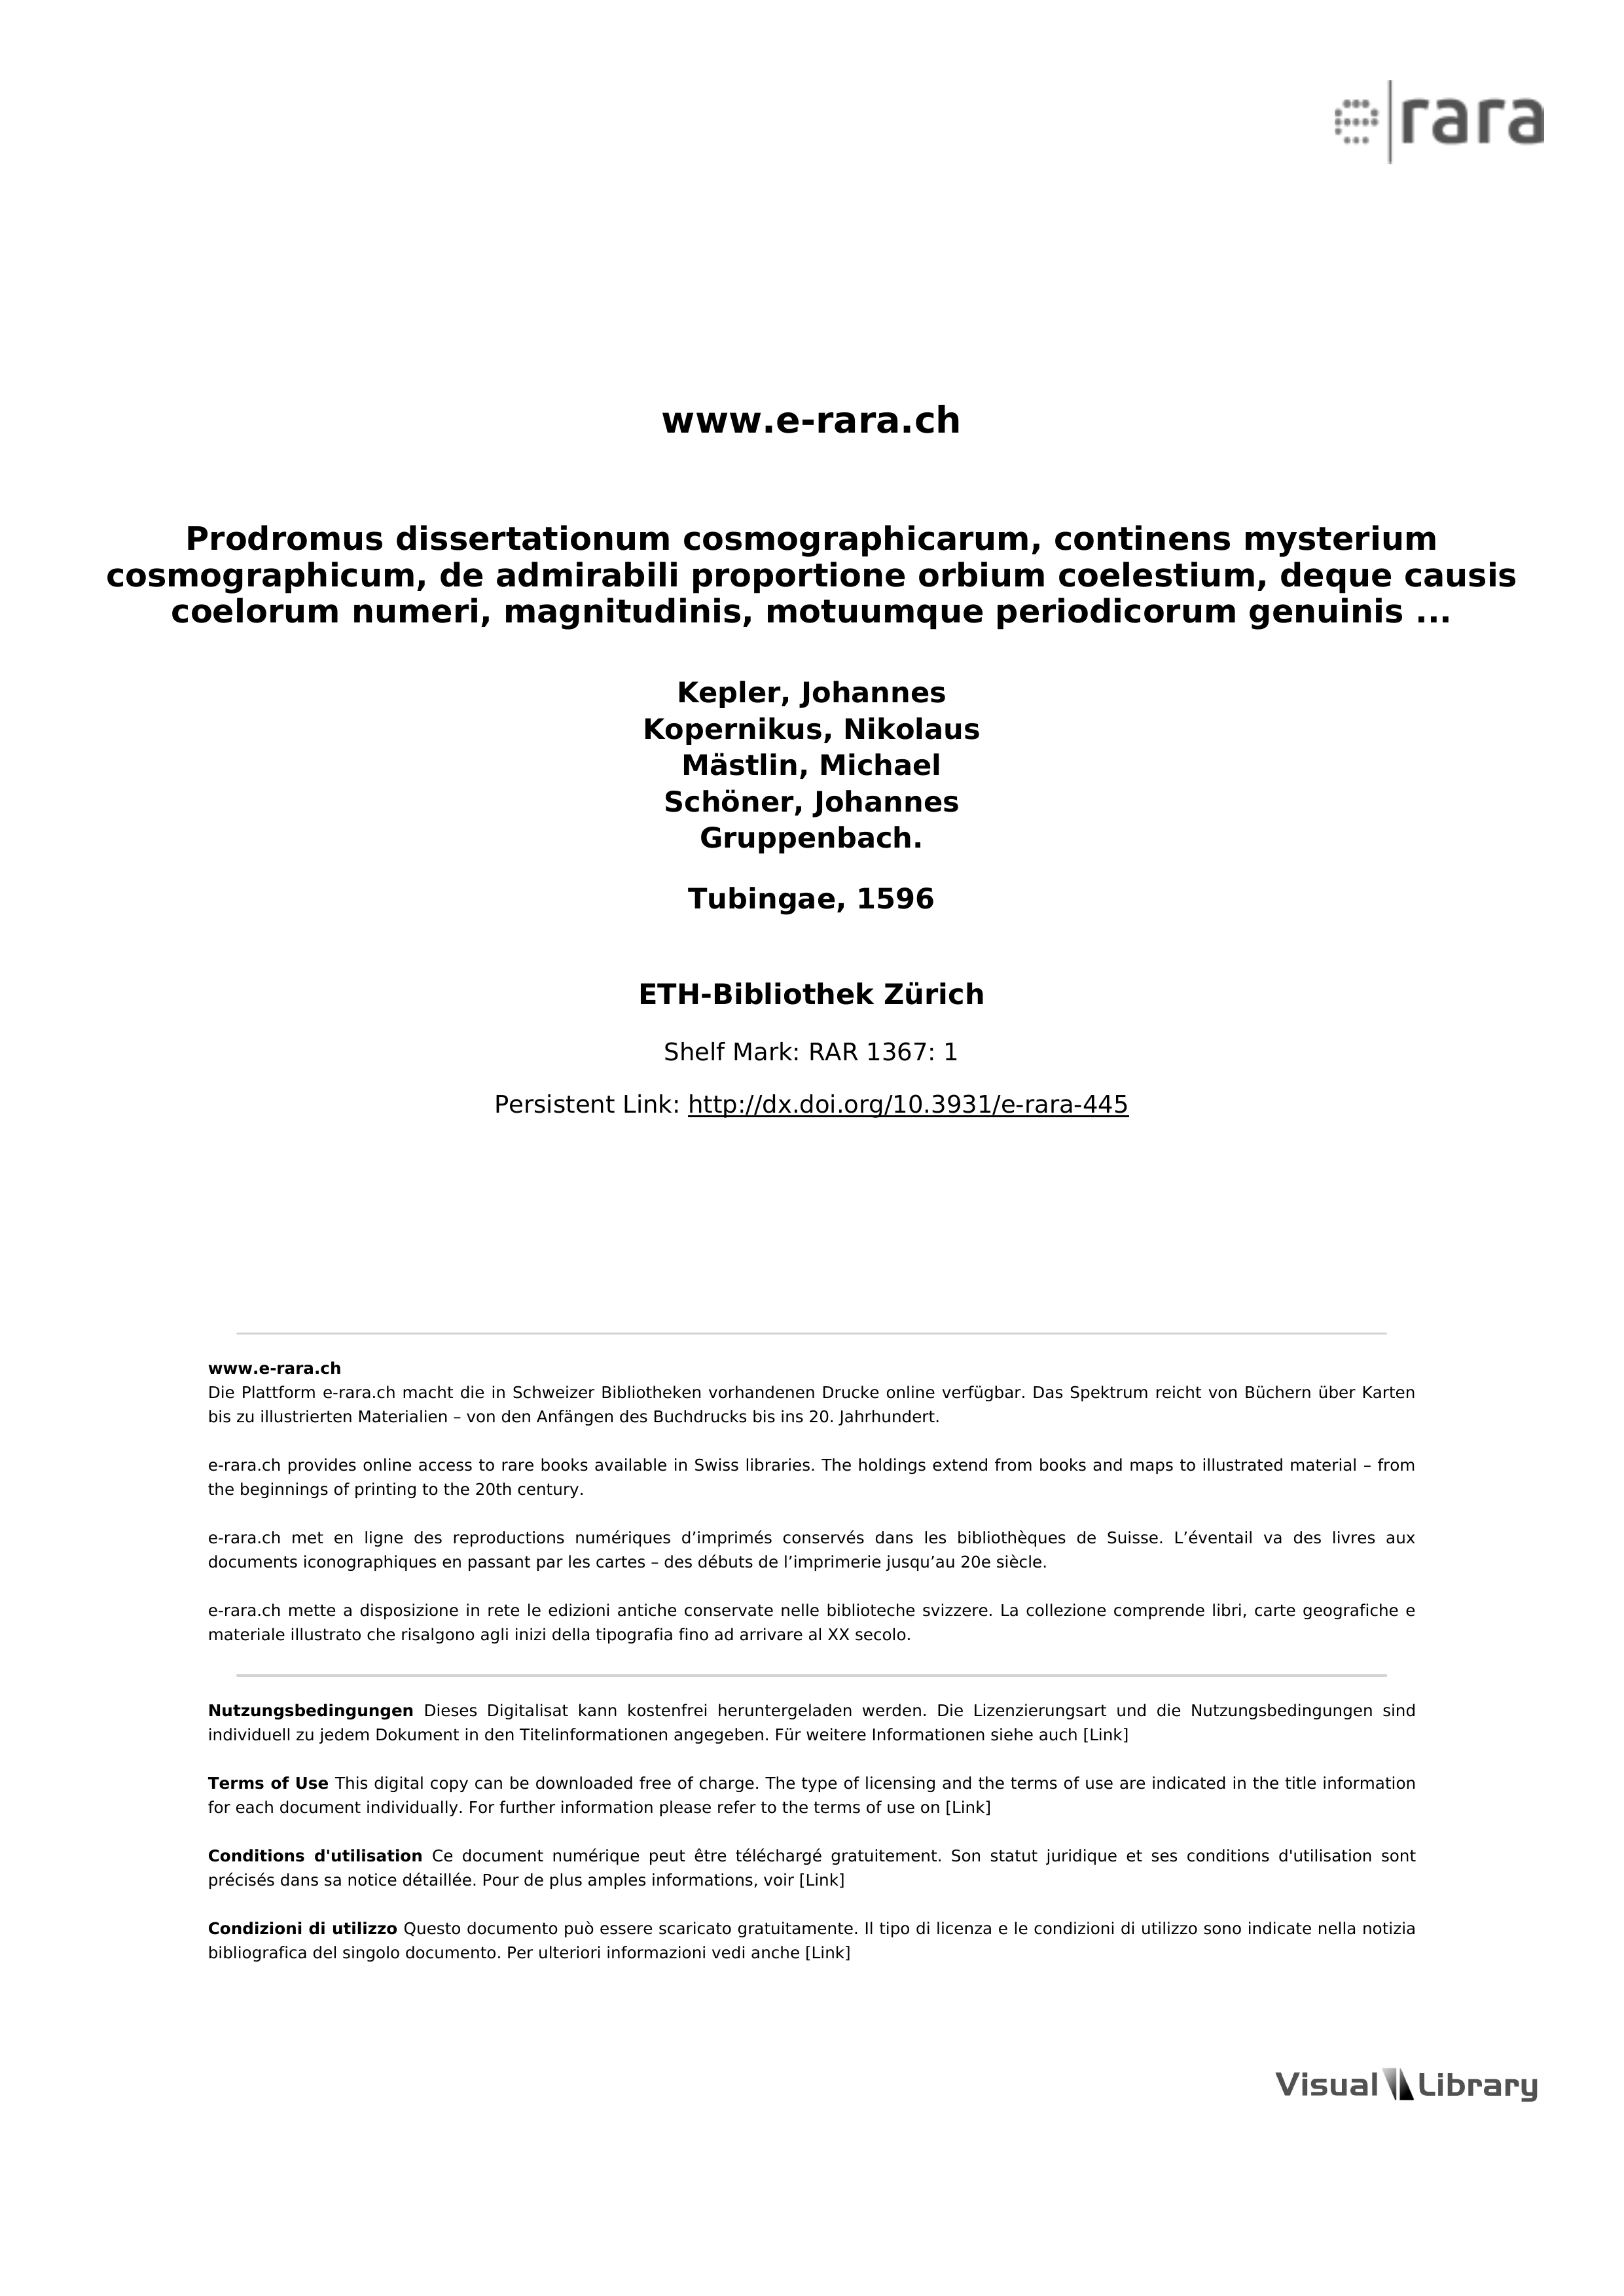 e rara
www.e-rara.ch
Prodromus dissertationum cosmographicarum, continens mysterium
cosmographicum, de admirabili proportione orbium coelestium, deque causis
coelorum numeri, magnitudinis, motuumque periodicorum genuinis ...
Kepler, Johannes
Kopernikus, Nikolaus
Mästlin, Michael
Schöner, Johannes
Gruppenbach.
Tubingae, 1596
ETH-Bibliothek Zürich
Shelf Mark: RAR 1367: 1
Persistent Link: http://dx.doi.org/10.3931/e-rara-445
www.e-rara.ch
Die Plattform e-rara.ch macht die in Schweizer Bibliotheken vorhandenen Drucke online verfügbar. Das Spektrum reicht von Büchern über Karten
bis zu illustrierten Materialien – von den Anfängen des Buchdrucks bis ins 20. Jahrhundert.
e-rara.ch provides online access to rare books available in Swiss libraries. The holdings extend from books and maps to illustrated material – from
the beginnings of printing to the 20th century.
e-rara.ch met en ligne des reproductions numériques d’imprimés conservés dans les bibliothèques de Suisse. L’éventail va des livres aux
documents iconographiques en passant par les cartes – des débuts de l’imprimerie jusqu’au 20e siècle.
e-rara.ch mette a disposizione in rete le edizioni antiche conservate nelle biblioteche svizzere. La collezione comprende libri, carte geografiche e
materiale illustrato che risalgono agli inizi della tipografia fino ad arrivare al XX secolo.
Nutzungsbedingungen Dieses Digitalisat kann kostenfrei heruntergeladen werden. Die Lizenzierungsart und die Nutzungsbedingungen sind
individuell zu jedem Dokument in den Titelinformationen angegeben. Für weitere Informationen siehe auch [Link]
Terms of Use This digital copy can be downloaded free of charge. The type of licensing and the terms of use are indicated in the title information
for each document individually. For further information please refer to the terms of use on [Link]
Conditions d'utilisation Ce document numérique peut être téléchargé gratuitement. Son statut juridique et ses conditions d'utilisation sont
précisés dans sa notice détaillée. Pour de plus amples informations, voir [Link]
Condizioni di utilizzo Questo documento può essere scaricato gratuitamente. Il tipo di licenza e le condizioni di utilizzo sono indicate nella notizia
bibliografica del singolo documento. Per ulteriori informazioni vedi anche [Link]
Visual Library